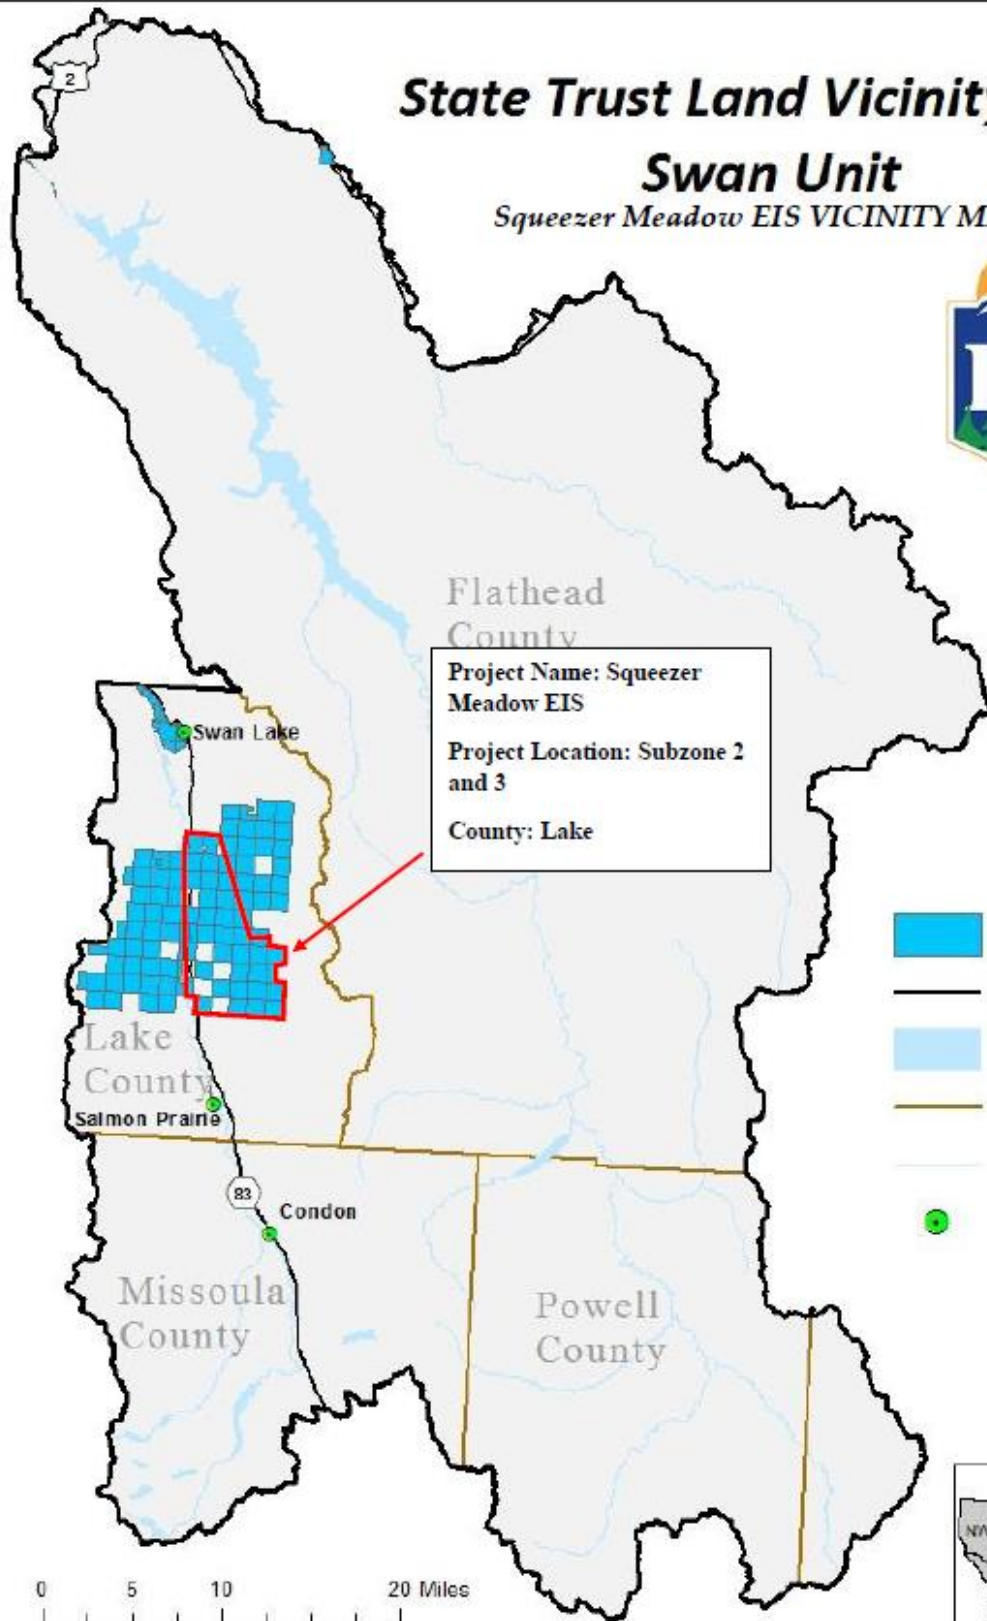 2
State Trust Land Vicinity
Swan Unit
Squeezer Meadow EIS VICINITY
Flathead
County
Project Name: Squeezer
Meadow EIS
Project Location: Subzone 2
and 3
County: Lake
Swan Lake
Lake
County
Salmon Prairie
83
Condon
Missoula
County
Powell
County
0 5 10 20 Miles